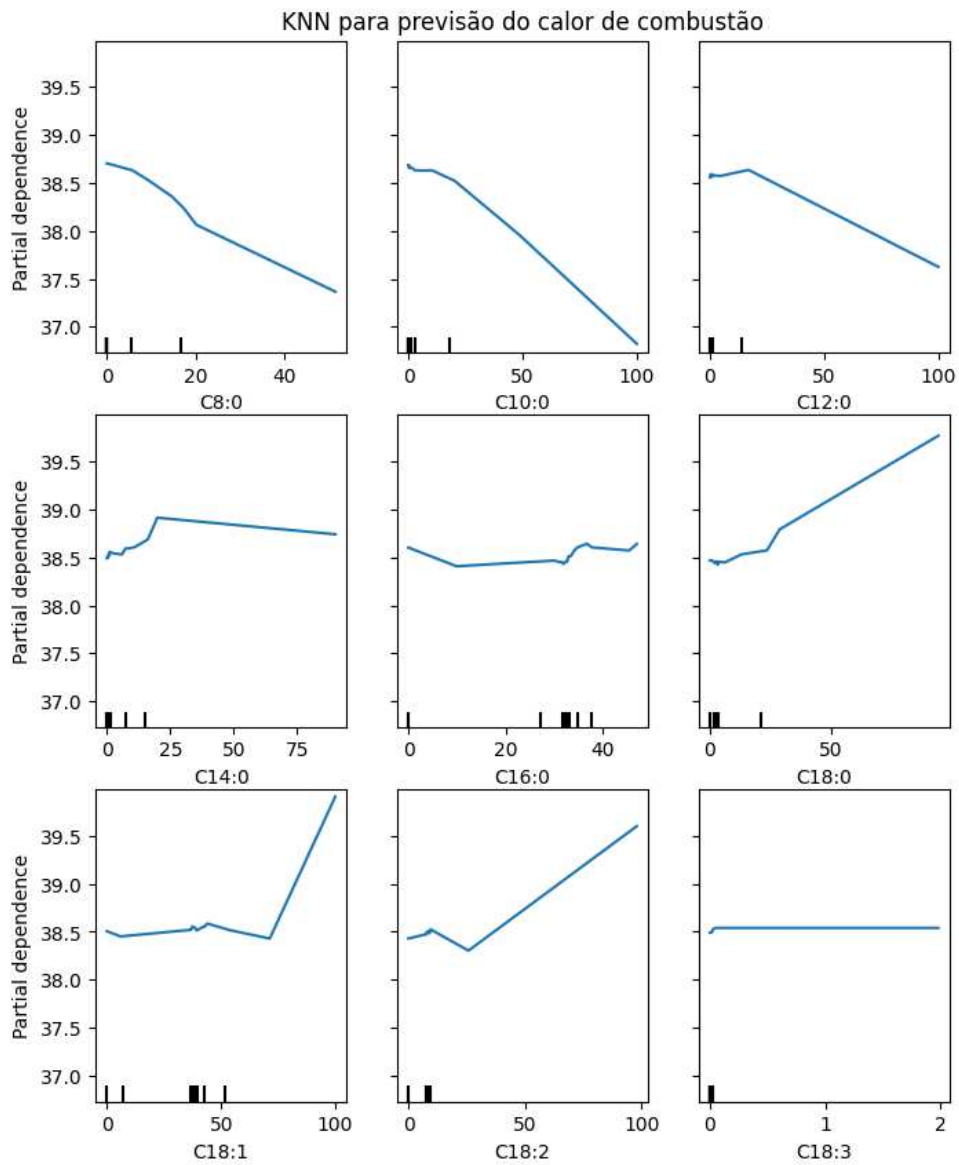 KNN para previsão do calor de combustão
Partial dependence
39.5
39.0
38.5
38.0
37.5
37.0
0 20 40
C8:0
0 50 100
C10:0
0 50 100
C12:0
Partial dependence
39.5
39.0
38.5
38.0
37.5
37.0
0 25 50 75
C14:0
0 20 40
C16:0
0 50
C18:0
Partial dependence
39.5
39.0
38.5
38.0
37.5
37.0
0 50 100
C18:1
0 50 100
C18:2
0 1 2
C18:3